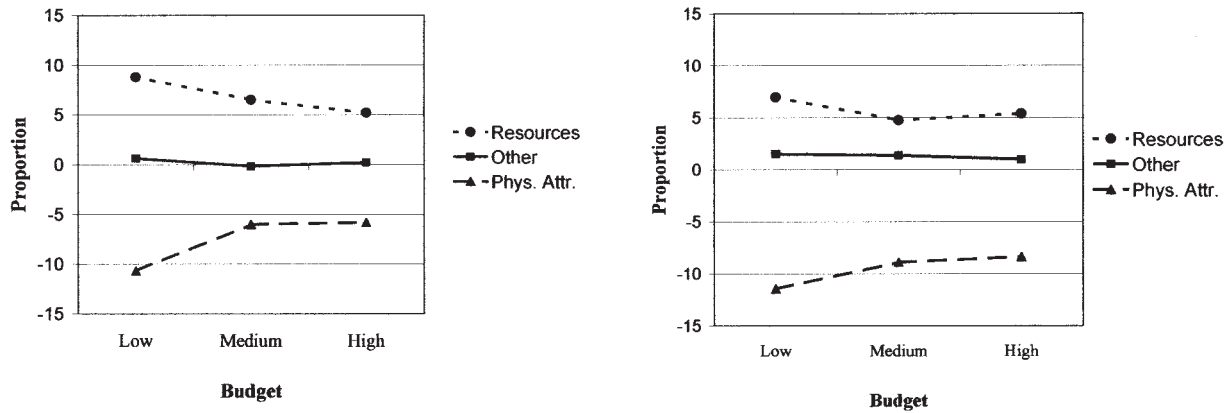 15
10
5
0
-5
-10
-15
Proportion
Low Medium High
Budget
Resources
Other
Phys. Attr.
15
10
5
0
-5
-10
-15
Proportion
Low Medium High
Budget
Resources
Other
Phys. Attr.